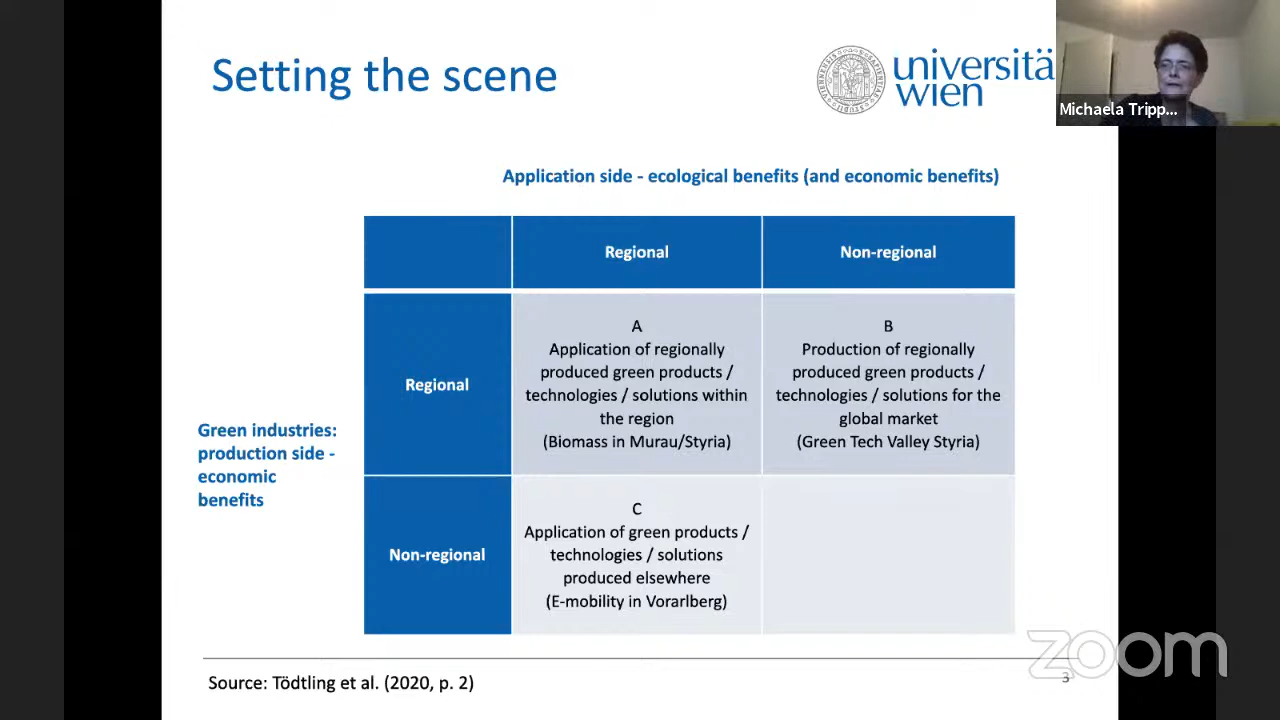 Setting the scene
universitä
wien
Michaela Tripp...
Application side - ecological benefits (and economic benefits)
Regional
Non-regional
Regional
A
Application of regionally
produced green products /
technologies / solutions within
the region
(Biomass in Murau/Styria)
B
Production of regionally
produced green products /
technologies / solutions for the
global market
(Green Tech Valley Styria)
Green industries:
production side -
economic
benefits
Non-regional
C
Application of green products /
technologies / solutions
produced elsewhere
(E-mobility in Vorarlberg)
zoom
Source: Tödtling et al. (2020, p. 2)
3